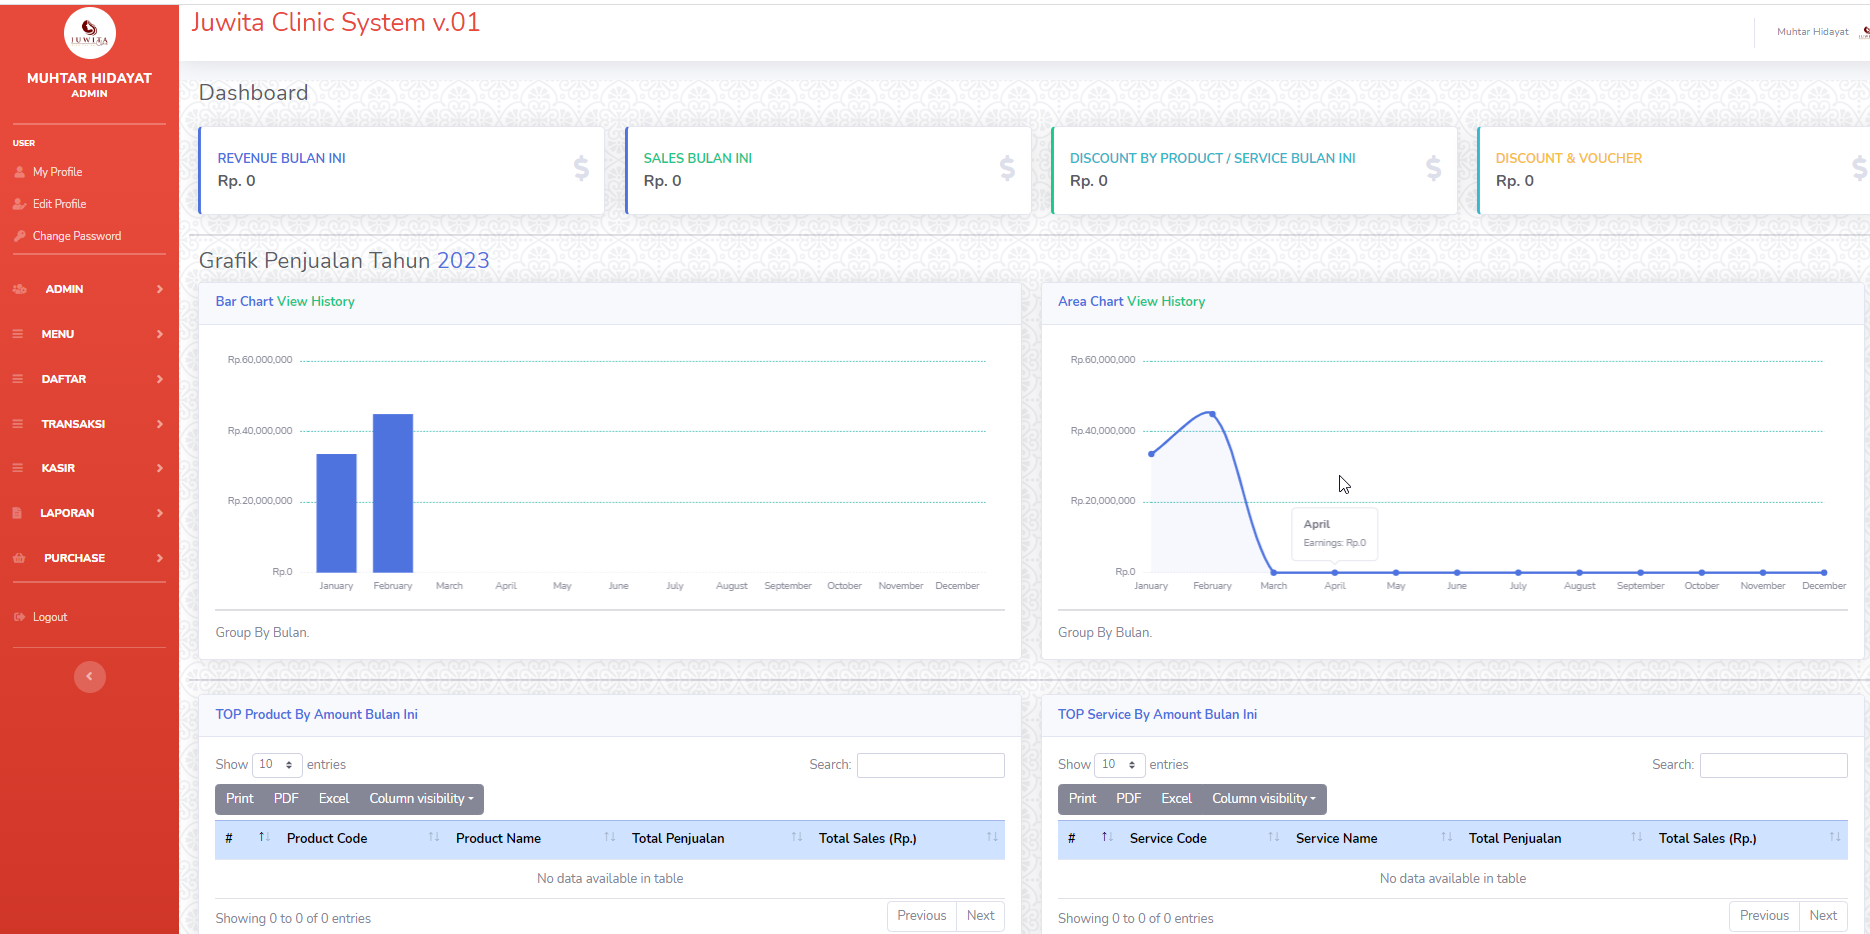 Juwita Clinic System v.01
Muhtar Hidayat
JUWITA
MUHTAR HIDAYAT
ADMIN
USER
My Profile
Edit Profile
Change Password
ADMIN
MENU
DAFTAR
TRANSAKSI
KASIR
LAPORAN
PURCHASE
Logout
Dashboard
REVENUE BULAN INI
Rp. 0
SALES BULAN INI
Rp. 0
DISCOUNT BY PRODUCT / SERVICE BULAN INI
Rp. 0
DISCOUNT & VOUCHER
Rp. 0
Grafik Penjualan Tahun 2023
Bar Chart View History
Rp.60,000,000
Rp.40,000,000
Rp.20,000,000
Rp.0
January February March April May June July August September October November December
Group By Bulan.
Area Chart View History
Rp.60,000,000
Rp.40,000,000
Rp.20,000,000
Rp.0
April
Earnings: Rp.0
January February March April May June July August September October November December
Group By Bulan.
TOP Product By Amount Bulan Ini
Show 10 entries Search:
Print PDF Excel Column visibility
# Product Code Product Name Total Penjualan Total Sales (Rp.)
No data available in table
Showing 0 to 0 of 0 entries Previous Next
TOP Service By Amount Bulan Ini
Show 10 entries Search:
Print PDF Excel Column visibility
# Service Code Service Name Total Penjualan Total Sales (Rp.)
No data available in table
Showing 0 to 0 of 0 entries Previous Next